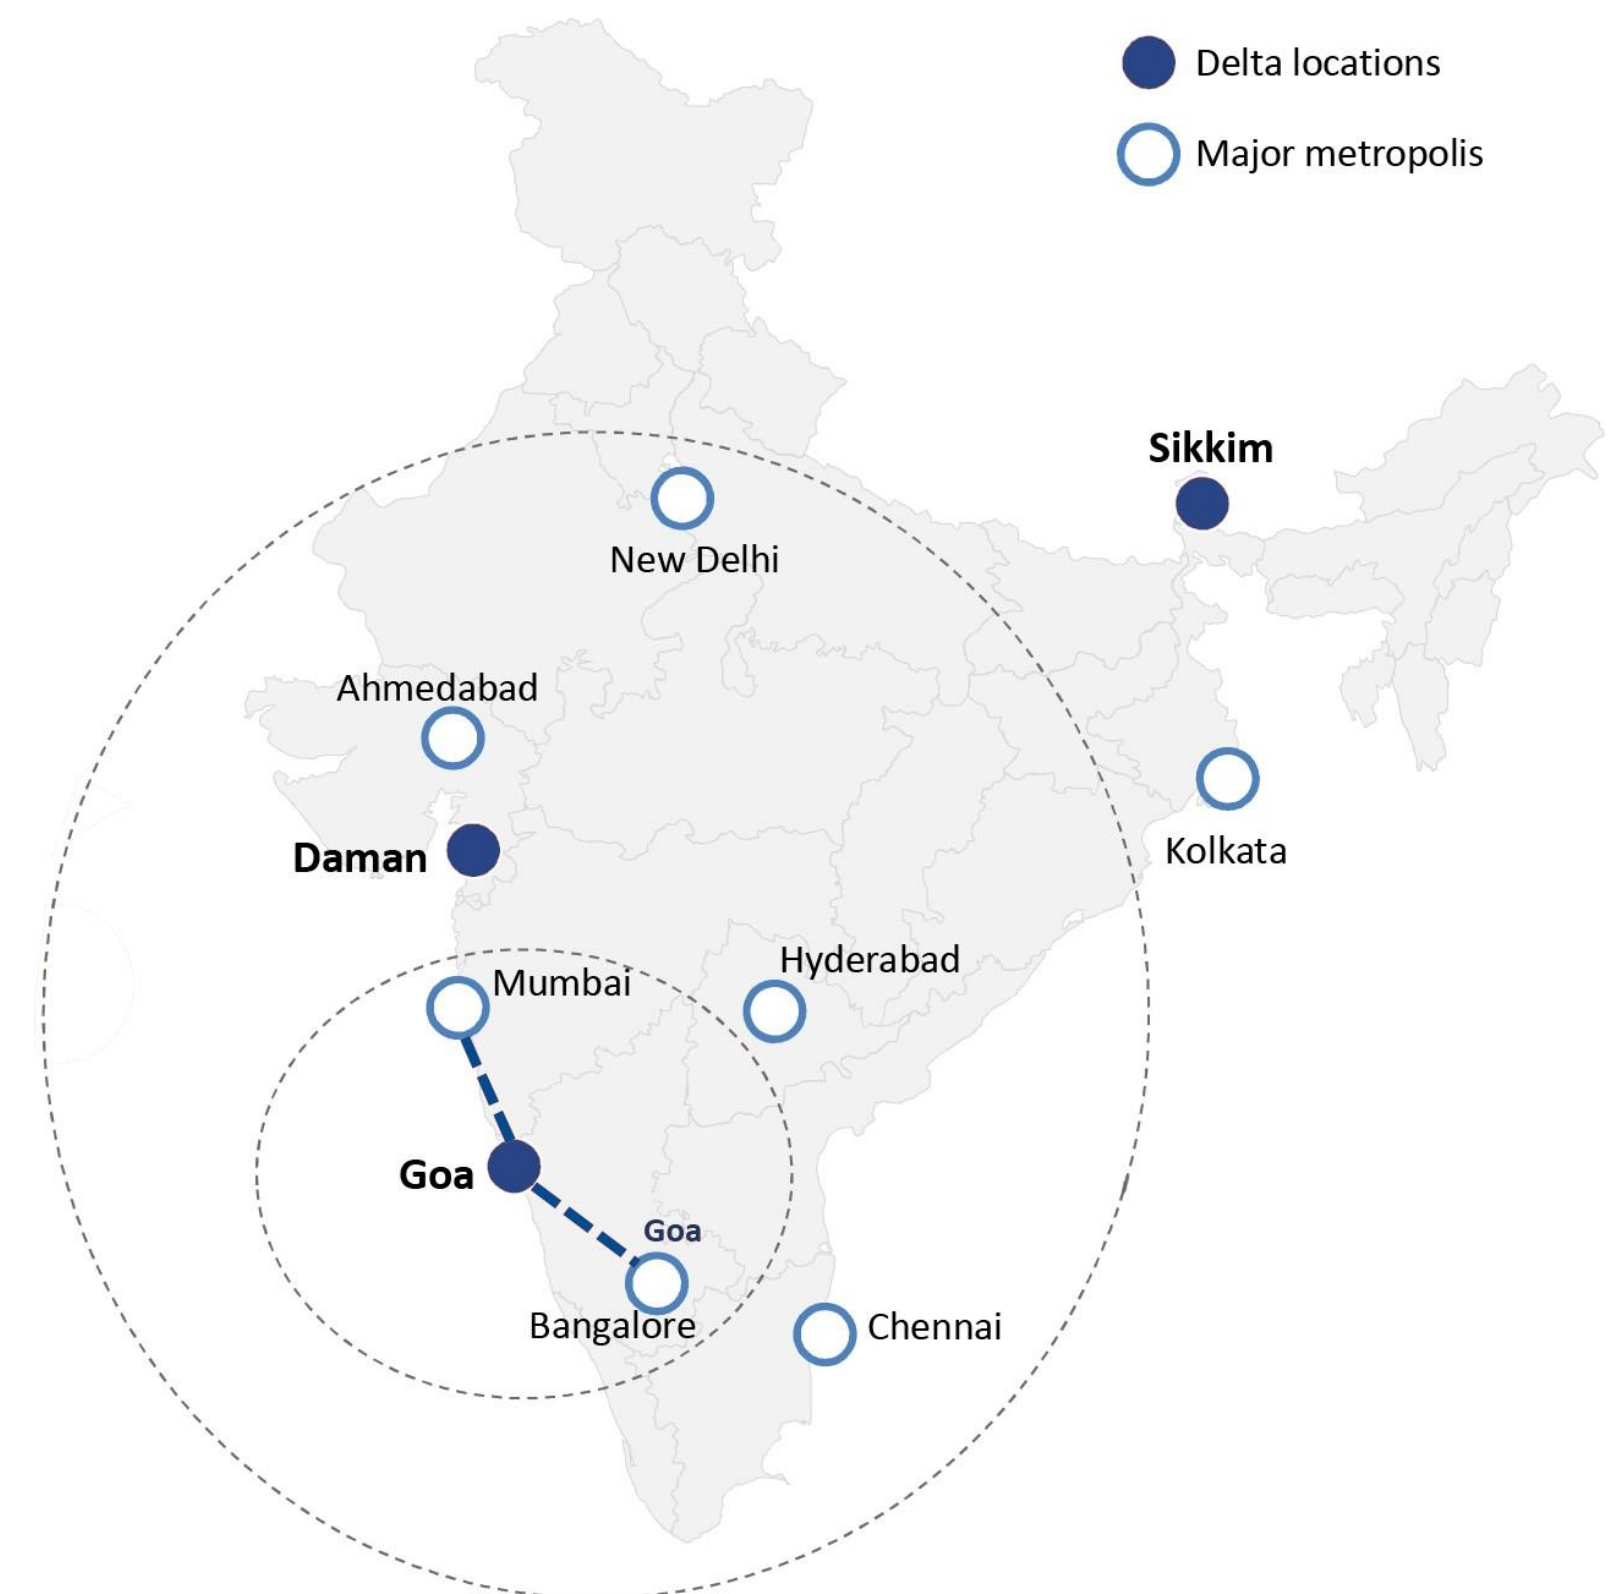 Delta locations
Major metropolis
Sikkim
New Delhi
Ahmedabad
Daman
Kolkata
Hyderabad
Mumbai
Goa
Goa
Bangalore
Chennai